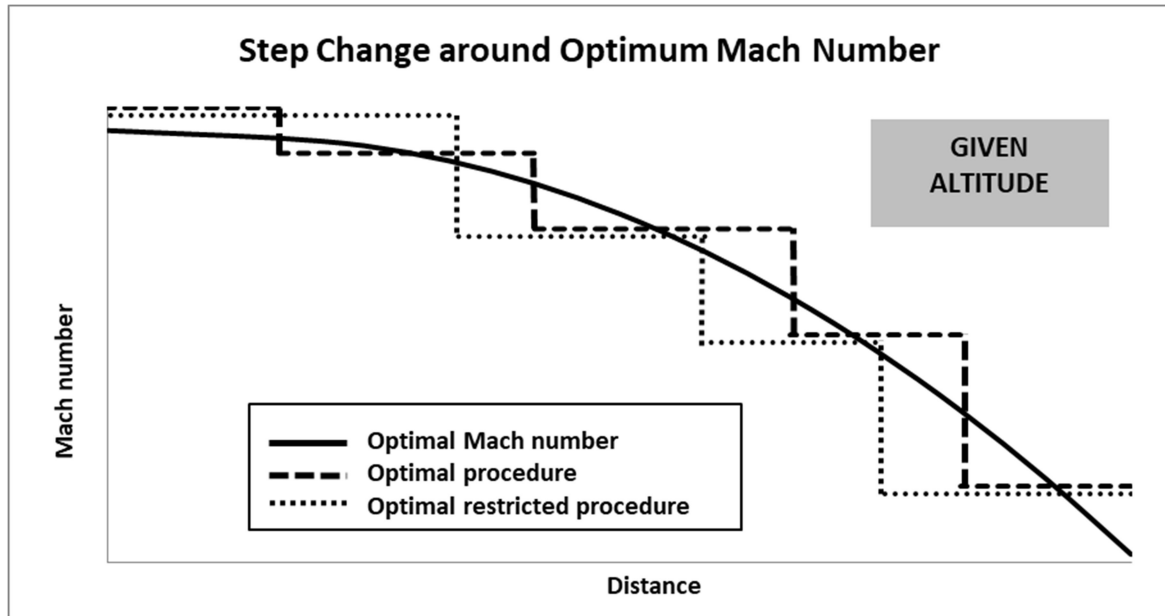 Step Change around Optimum Mach Number
GIVEN
ALTITUDE
Mach number
Optimal Mach number
Optimal procedure
Optimal restricted procedure
Distance